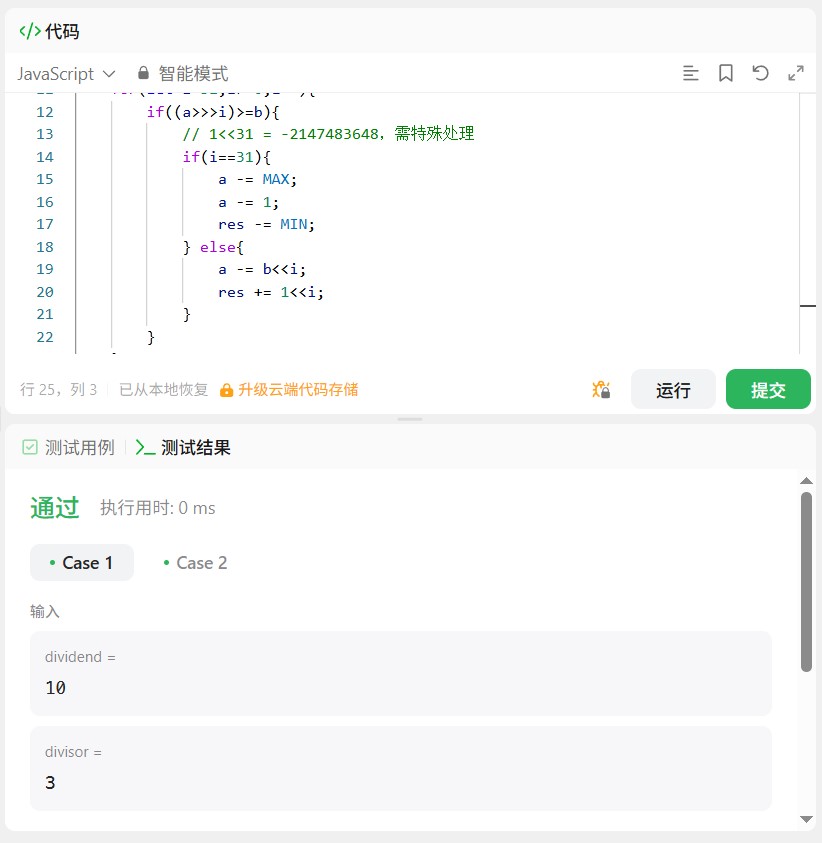 </> 代码
JavaScript 智能模式
12 if((a>>>i)>=b){
13 // 1<<31 = -2147483648，需特殊处理
14 if(i==31){
15 a -= MAX;
16 a -= 1;
17 res -= MIN;
18 } else{
19 a -= b<<i;
20 res += 1<<i;
21 }
22 }
行 25，列 3 已从本地恢复 升级云端代码存储 运行 提交
测试用例 >_ 测试结果
通过 执行用时: 0 ms
• Case 1 • Case 2
输入
dividend =
10
divisor =
3